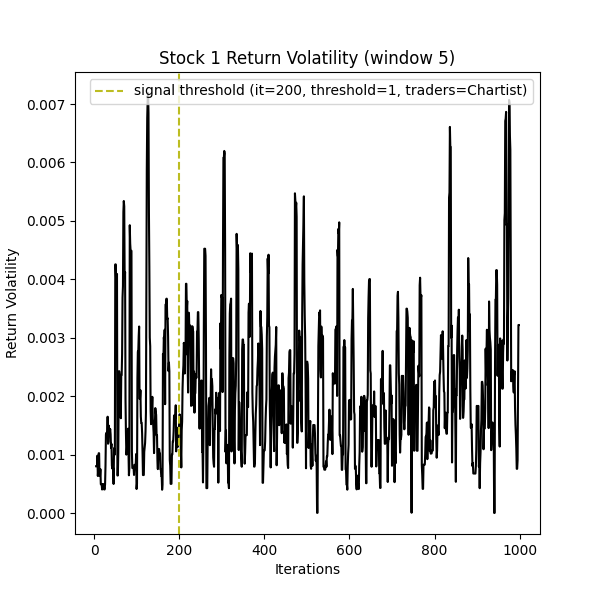 Stock 1 Return Volatility (window 5)
signal threshold (it=200, threshold=1, traders=Chartist)
Return Volatility
0.007
0.006
0.005
0.004
0.003
0.002
0.001
0.000
0 200 400 600 800 1000
Iterations